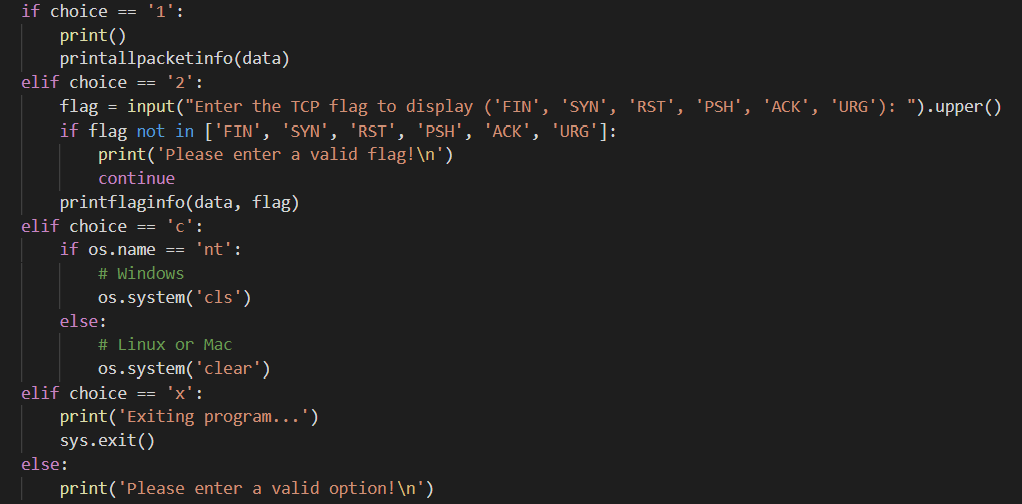 if choice == '1':
    print()
    printallpacketinfo(data)
elif choice == '2':
    flag = input("Enter the TCP flag to display ('FIN', 'SYN', 'RST', 'PSH', 'ACK', 'URG'): ").upper()
    if flag not in ['FIN', 'SYN', 'RST', 'PSH', 'ACK', 'URG']:
        print('Please enter a valid flag!\n')
        continue
    printflaginfo(data, flag)
elif choice == 'c':
    if os.name == 'nt':
        # Windows
        os.system('cls')
    else:
        # Linux or Mac
        os.system('clear')
elif choice == 'x':
    print('Exiting program...')
    sys.exit()
else:
    print('Please enter a valid option!\n')